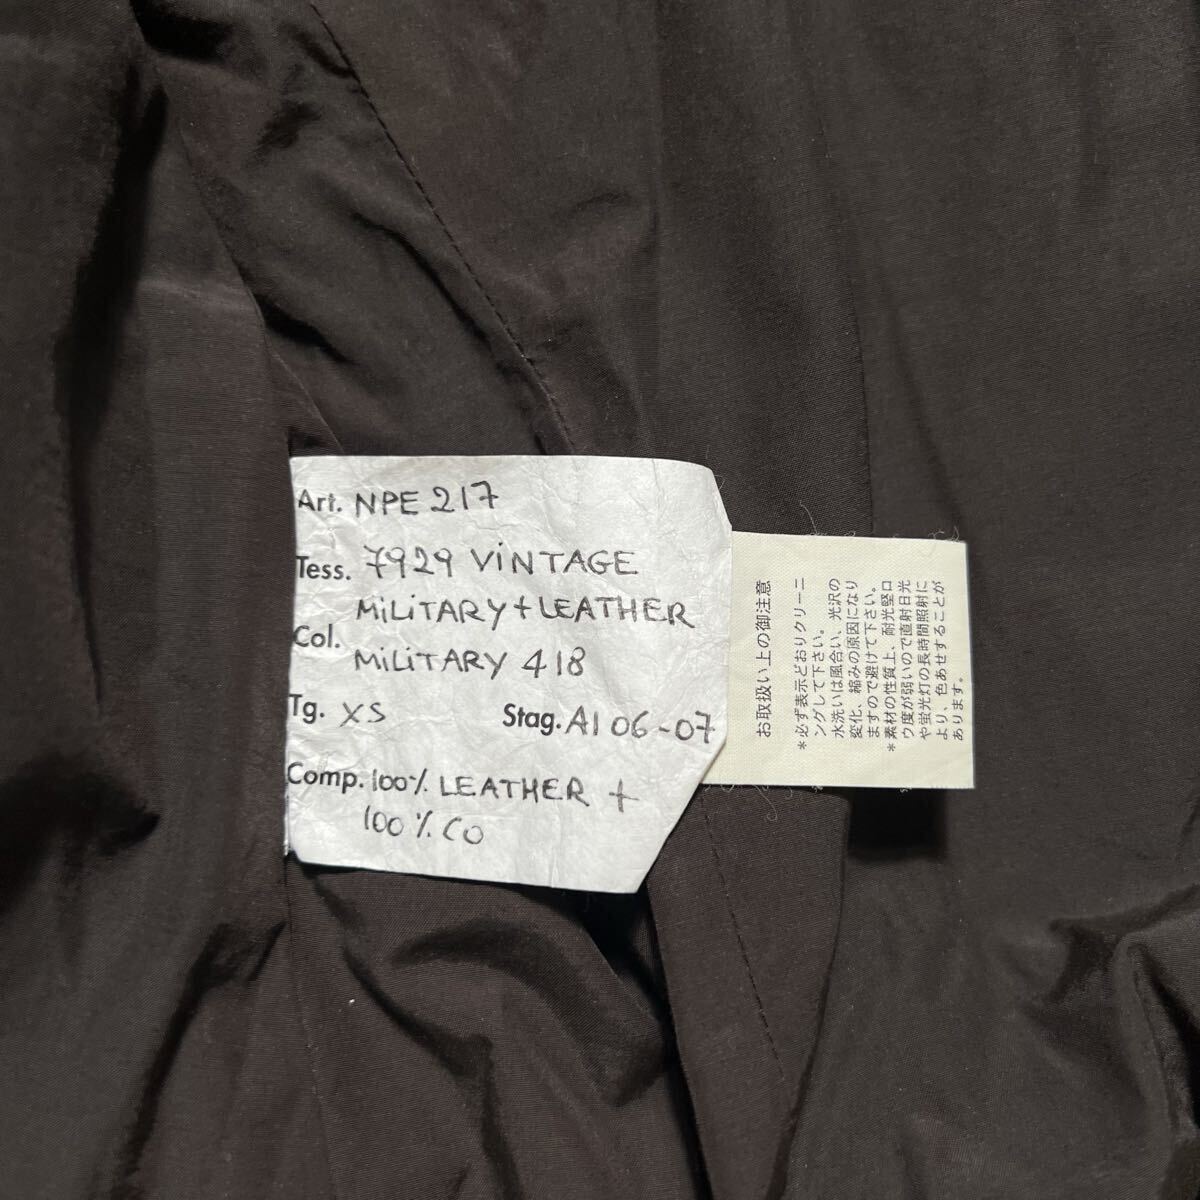 Art. NPE 217
Tess. 7929 ViNTAGE
MiLiTARY + LEATHER
Col. MiLiTARY 418
Tg. XS Stag. AI 06-07
Comp. 100% LEATHER +
100% CO
お取扱い上の御注意
＊必ず表示どおりクリーニ
ングして下さい。
水洗いは風合い、光沢の
変化、縮みの原因になり
ますので避けて下さい。
＊素材の性質上、耐光堅ロ
ウ度が弱いので直射日光
や蛍光灯の長時間照射に
より、色あせすることが
あります。